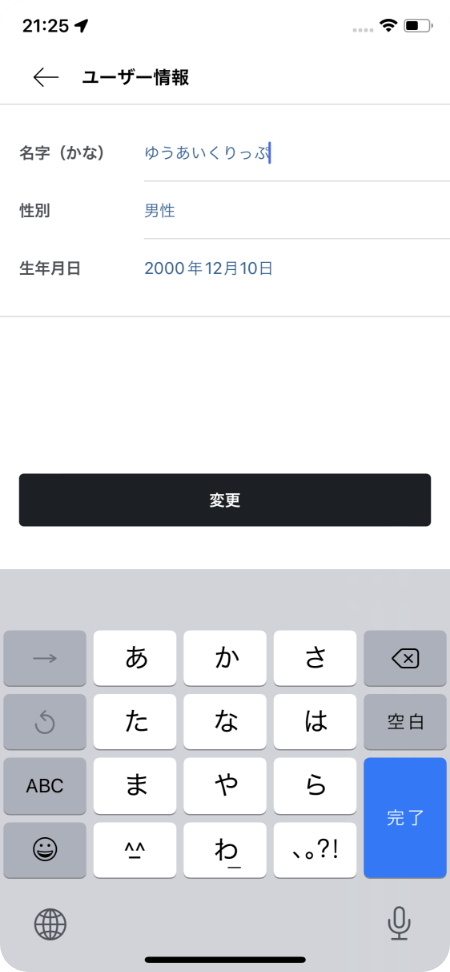 21:25
ユーザー情報
名字（かな） ゆうあいくりっぷ
性別 男性
生年月日 2000年12月10日
変更
→ あ か さ
た な は 空白
ABC ま や ら 完了
^_^ わ_ 、。?!